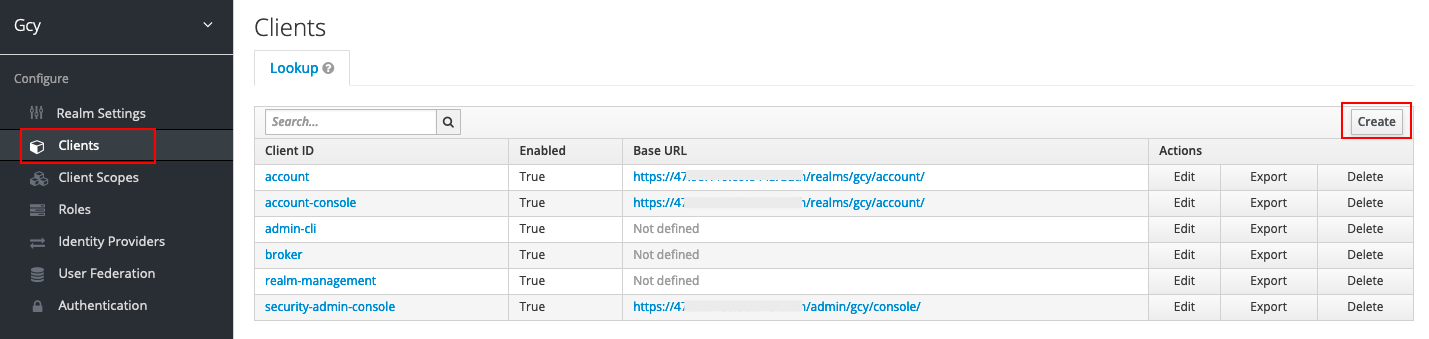 Gcy
Configure
Realm Settings
Clients
Client Scopes
Roles
Identity Providers
User Federation
Authentication
Clients
Lookup
Search...
Create
Client ID Enabled Base URL Actions
account True https://47 /realms/gcy/account/ Edit Export Delete
account-console True https://47 /realms/gcy/account/ Edit Export Delete
admin-cli True Not defined Edit Export Delete
broker True Not defined Edit Export Delete
realm-management True Not defined Edit Export Delete
security-admin-console True https://47 /admin/gcy/console/ Edit Export Delete